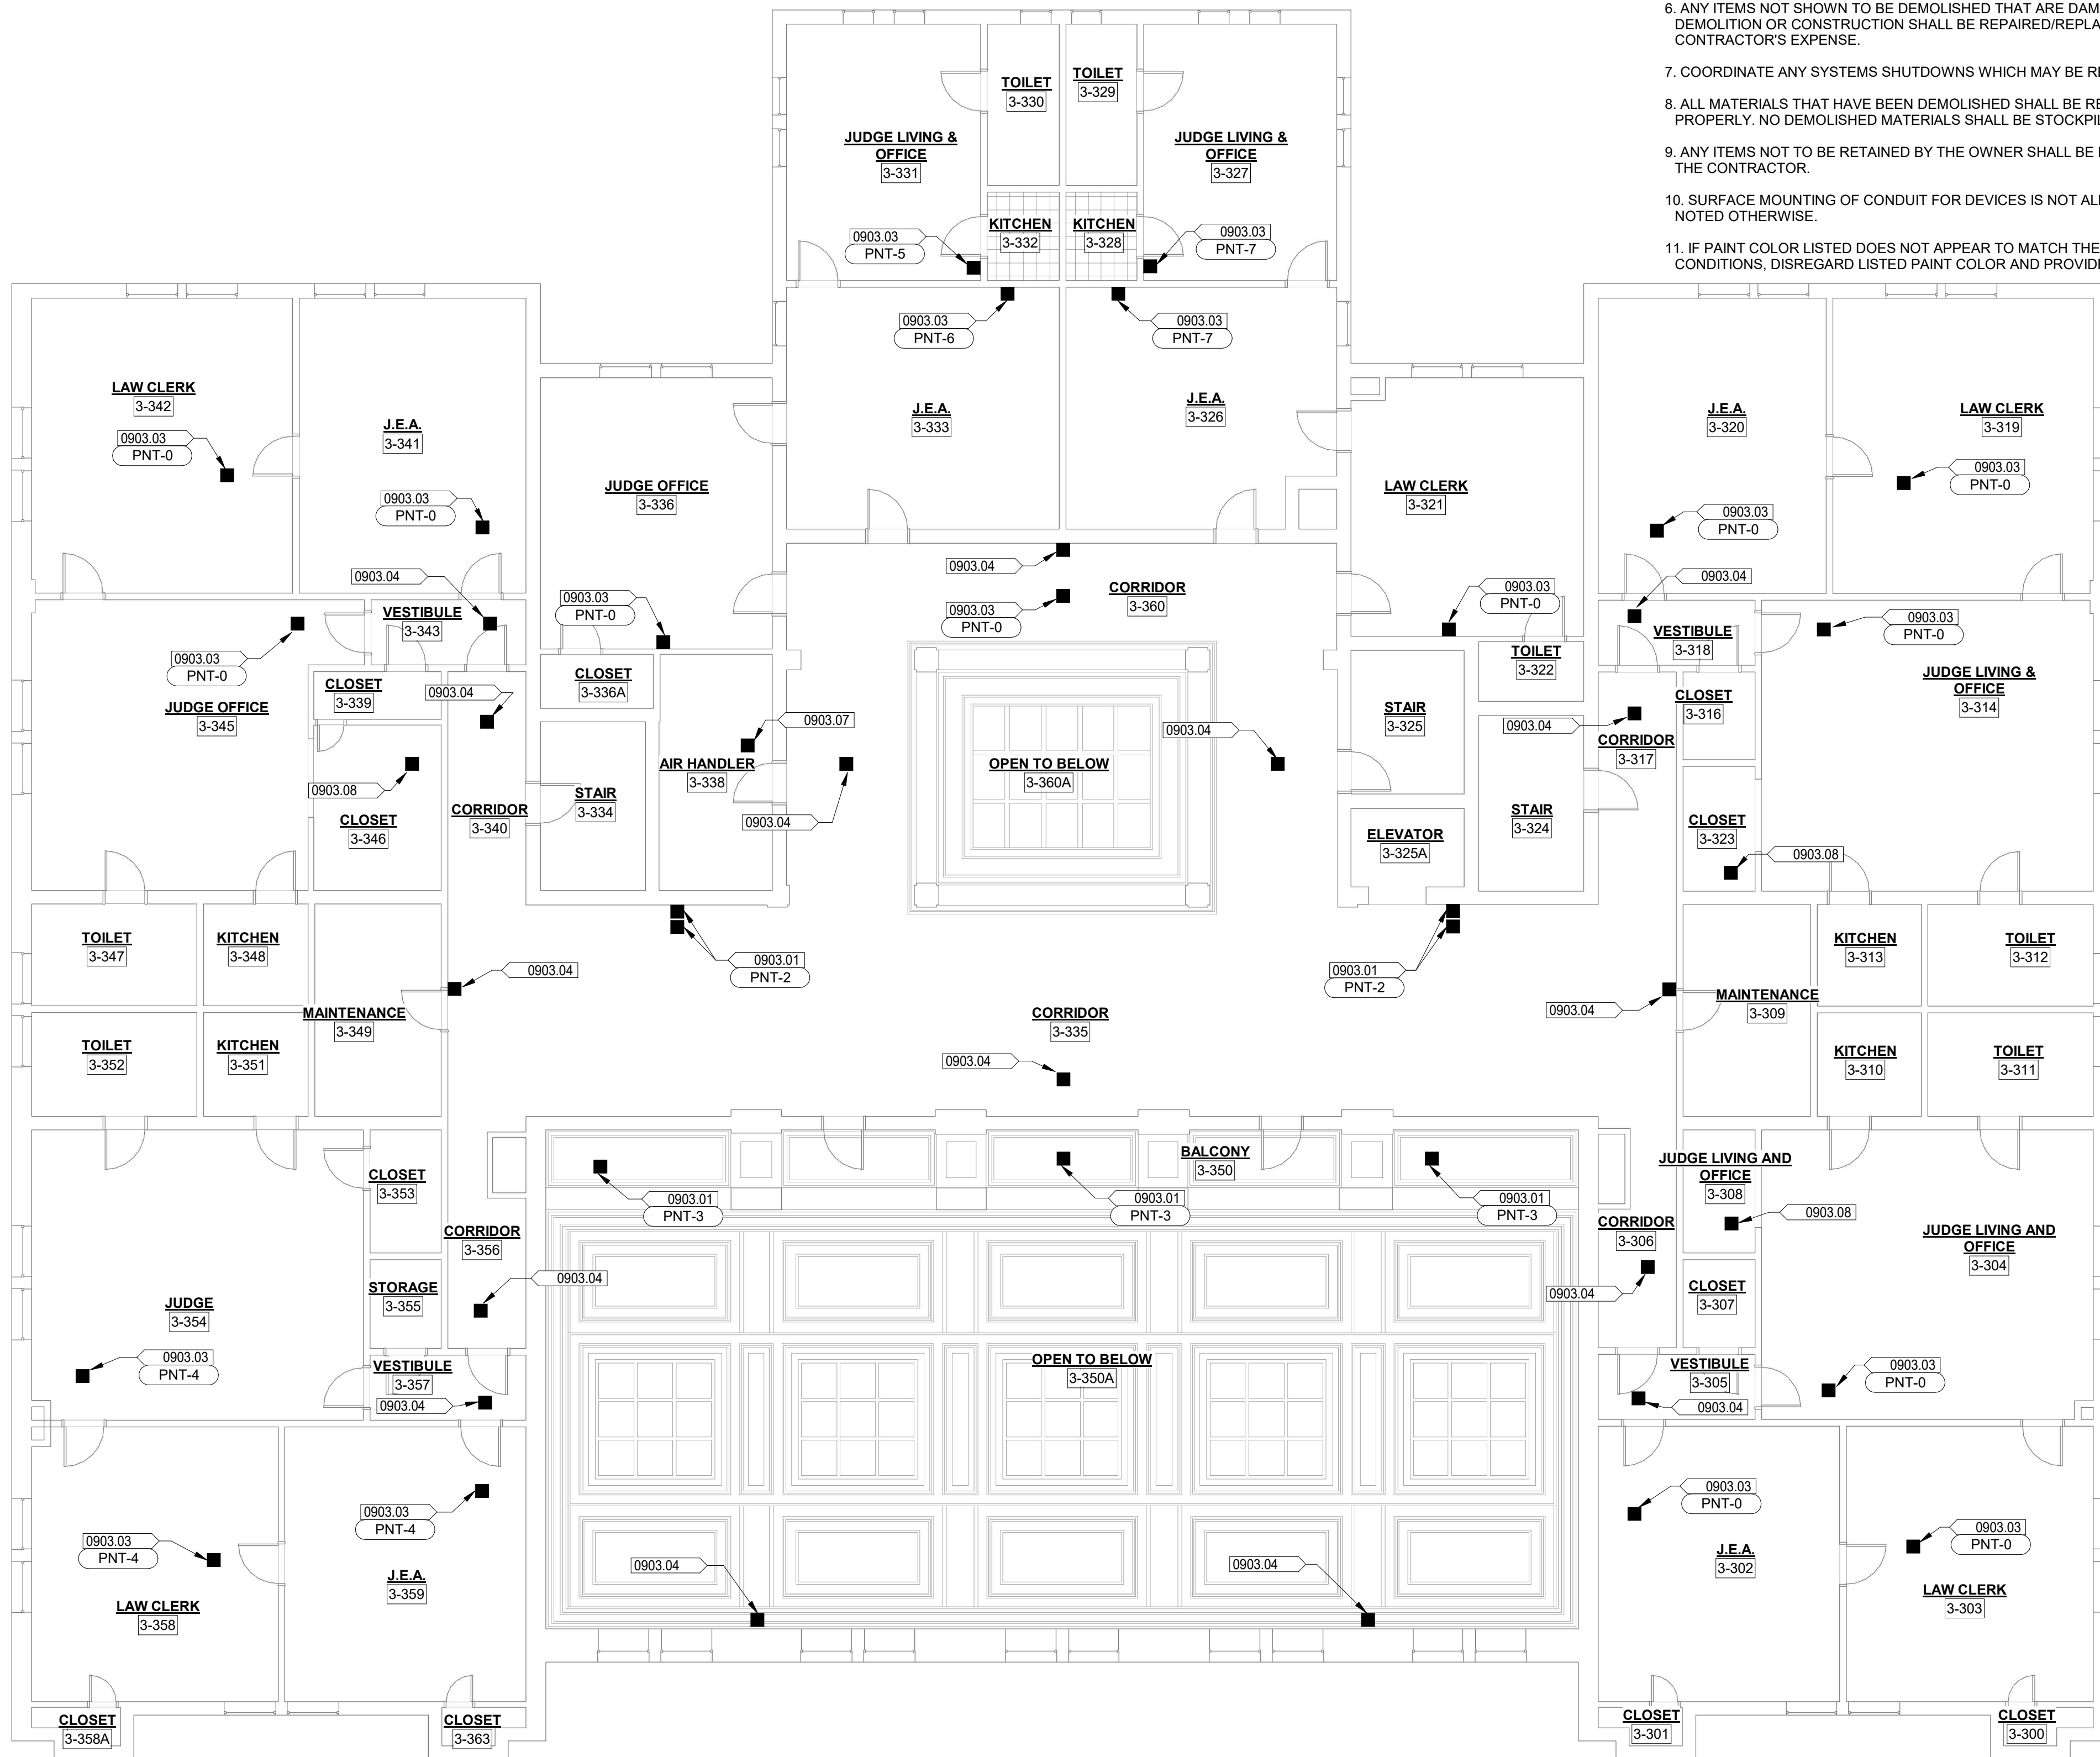 6. ANY ITEMS NOT SHOWN TO BE DEMOLISHED THAT ARE DAM
DEMOLITION OR CONSTRUCTION SHALL BE REPAIRED/REPLA
CONTRACTOR'S EXPENSE.
7. COORDINATE ANY SYSTEMS SHUTDOWNS WHICH MAY BE R
8. ALL MATERIALS THAT HAVE BEEN DEMOLISHED SHALL BE RE
PROPERLY. NO DEMOLISHED MATERIALS SHALL BE STOCKPIL
9. ANY ITEMS NOT TO BE RETAINED BY THE OWNER SHALL BE
THE CONTRACTOR.
10. SURFACE MOUNTING OF CONDUIT FOR DEVICES IS NOT ALL
NOTED OTHERWISE.
11. IF PAINT COLOR LISTED DOES NOT APPEAR TO MATCH THE
CONDITIONS, DISREGARD LISTED PAINT COLOR AND PROVID
TOILET
3-330
TOILET
3-329
JUDGE LIVING &
OFFICE
3-331
JUDGE LIVING &
OFFICE
3-327
KITCHEN
3-332
KITCHEN
3-328
0903.03
PNT-5
0903.03
PNT-7
0903.03
PNT-6
0903.03
PNT-7
LAW CLERK
3-342
0903.03
PNT-0
J.E.A.
3-341
0903.03
PNT-0
JUDGE OFFICE
3-336
J.E.A.
3-333
J.E.A.
3-326
LAW CLERK
3-321
J.E.A.
3-320
0903.03
PNT-0
LAW CLERK
3-319
0903.03
PNT-0
0903.04
0903.03
PNT-0
0903.04
0903.03
PNT-0
CORRIDOR
3-360
0903.03
PNT-0
0903.04
VESTIBULE
3-343
0903.03
PNT-0
JUDGE OFFICE
3-345
CLOSET
3-339
0903.04
CLOSET
3-336A
0903.07
AIR HANDLER
3-338
0903.04
STAIR
3-334
0903.08
CLOSET
3-346
CORRIDOR
3-340
OPEN TO BELOW
3-360A
0903.04
STAIR
3-325
TOILET
3-322
VESTIBULE
3-318
0903.03
PNT-0
JUDGE LIVING &
OFFICE
3-314
0903.04
CORRIDOR
3-317
CLOSET
3-316
ELEVATOR
3-325A
STAIR
3-324
CLOSET
3-323
0903.08
TOILET
3-347
KITCHEN
3-348
0903.04
0903.01
PNT-2
0903.01
PNT-2
KITCHEN
3-313
TOILET
3-312
MAINTENANCE
3-349
CORRIDOR
3-335
0903.04
MAINTENANCE
3-309
TOILET
3-352
KITCHEN
3-351
0903.04
KITCHEN
3-310
TOILET
3-311
CLOSET
3-353
CORRIDOR
3-356
0903.01
PNT-3
0903.01
PNT-3
BALCONY
3-350
0903.01
PNT-3
JUDGE LIVING AND
OFFICE
3-308
0903.08
CORRIDOR
3-306
JUDGE LIVING AND
OFFICE
3-304
0903.04
STORAGE
3-355
0903.04
CLOSET
3-307
JUDGE
3-354
0903.03
PNT-4
VESTIBULE
3-357
0903.04
OPEN TO BELOW
3-350A
VESTIBULE
3-305
0903.04
0903.03
PNT-0
0903.03
PNT-4
0903.03
PNT-4
J.E.A.
3-359
LAW CLERK
3-358
0903.04
0903.04
0903.03
PNT-0
J.E.A.
3-302
0903.03
PNT-0
LAW CLERK
3-303
CLOSET
3-358A
CLOSET
3-363
CLOSET
3-301
CLOSET
3-300